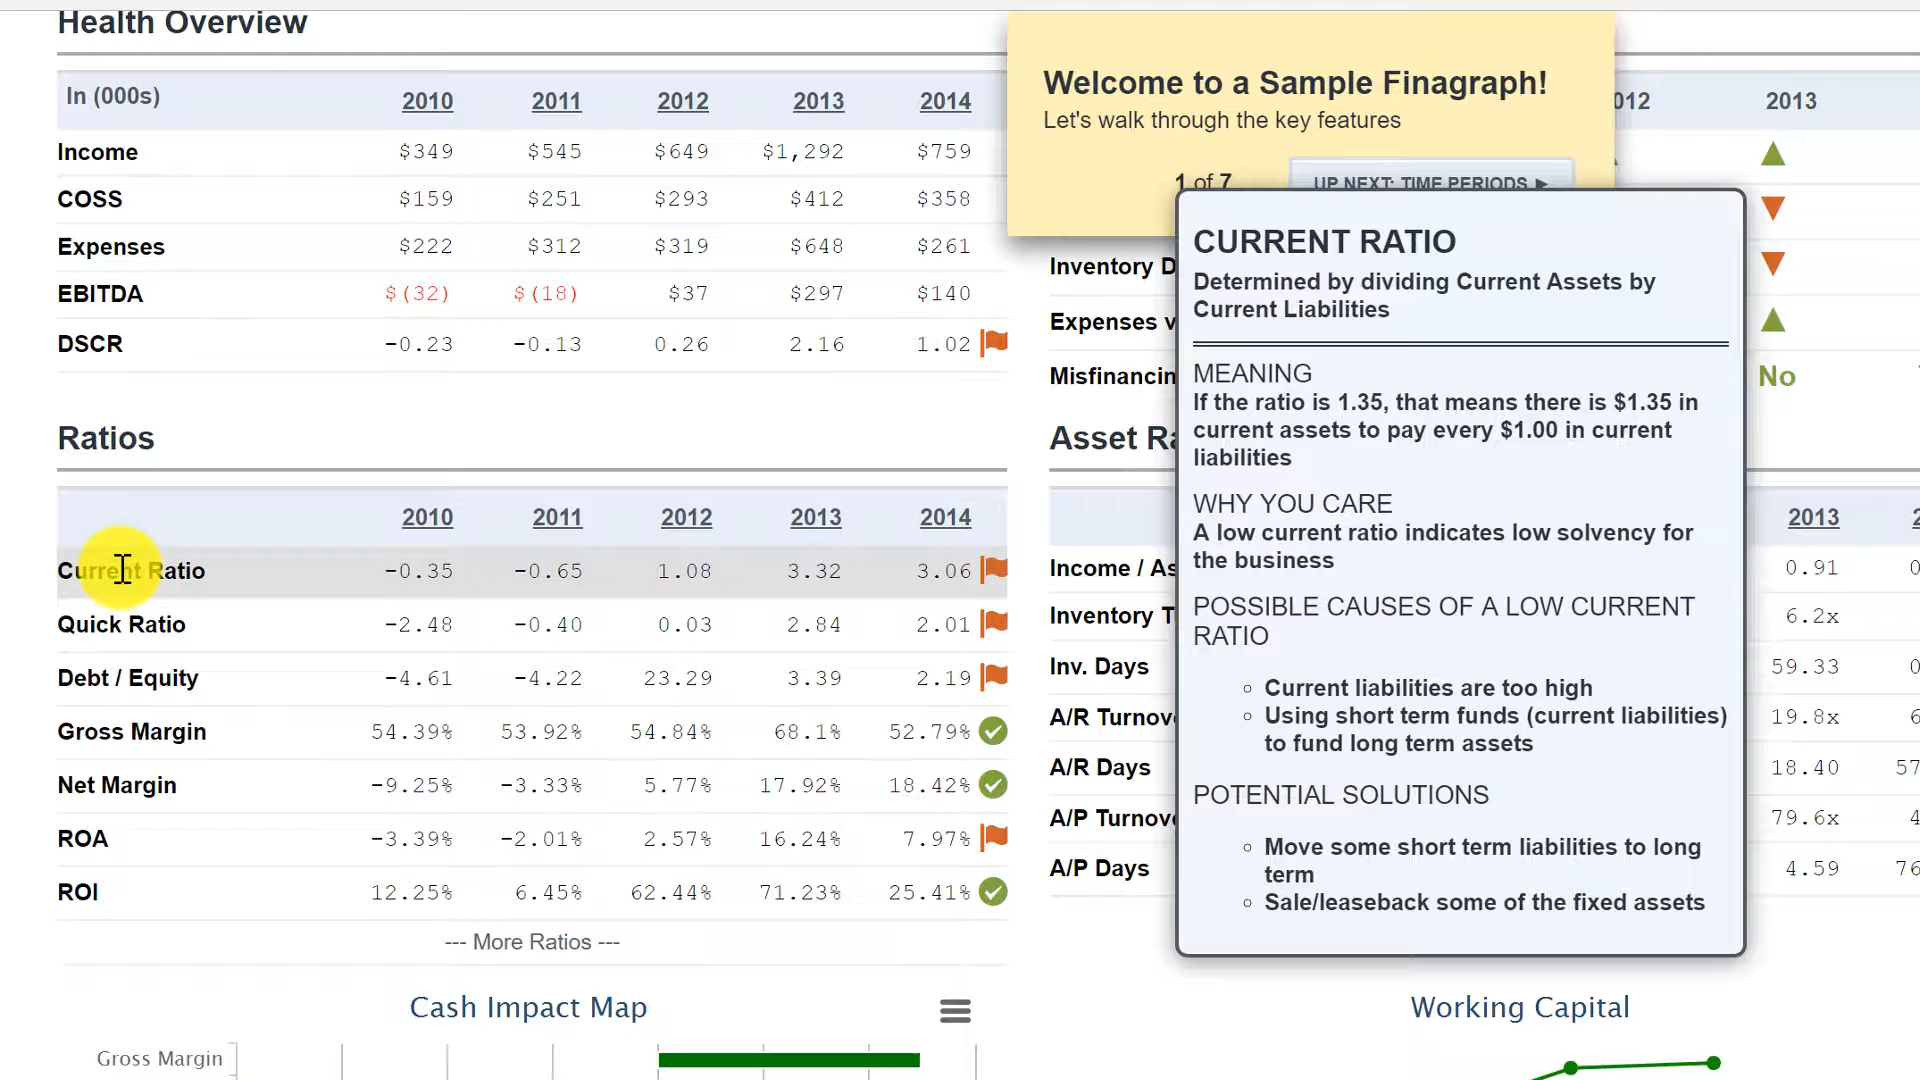 Health Overview
In (000s) 2010 2011 2012 2013 2014
Income $349 $545 $649 $1,292 $759
COSS $159 $251 $293 $412 $358
Expenses $222 $312 $319 $648 $261
EBITDA $(32) $(18) $37 $297 $140
DSCR -0.23 -0.13 0.26 2.16 1.02
Ratios
2010 2011 2012 2013 2014
Current Ratio -0.35 -0.65 1.08 3.32 3.06
Quick Ratio -2.48 -0.40 0.03 2.84 2.01
Debt / Equity -4.61 -4.22 23.29 3.39 2.19
Gross Margin 54.39% 53.92% 54.84% 68.1% 52.79%
Net Margin -9.25% -3.33% 5.77% 17.92% 18.42%
ROA -3.39% -2.01% 2.57% 16.24% 7.97%
ROI 12.25% 6.45% 62.44% 71.23% 25.41%
--- More Ratios ---
Cash Impact Map
Gross Margin
Welcome to a Sample Finagraph!
Let's walk through the key features
1 of 7
UP NEXT: TIME PERIODS ►
012 2013
Inventory D
Expenses v
Misfinancin No
Asset Ra
2013
Income / As 0.91
Inventory T 6.2x
Inv. Days 59.33
A/R Turnov 19.8x
A/R Days 18.40 57
A/P Turnov 79.6x
A/P Days 4.59 76
CURRENT RATIO
Determined by dividing Current Assets by
Current Liabilities
MEANING
If the ratio is 1.35, that means there is $1.35 in
current assets to pay every $1.00 in current
liabilities
WHY YOU CARE
A low current ratio indicates low solvency for
the business
POSSIBLE CAUSES OF A LOW CURRENT
RATIO
Current liabilities are too high
Using short term funds (current liabilities)
to fund long term assets
POTENTIAL SOLUTIONS
Move some short term liabilities to long
term
Sale/leaseback some of the fixed assets
Working Capital